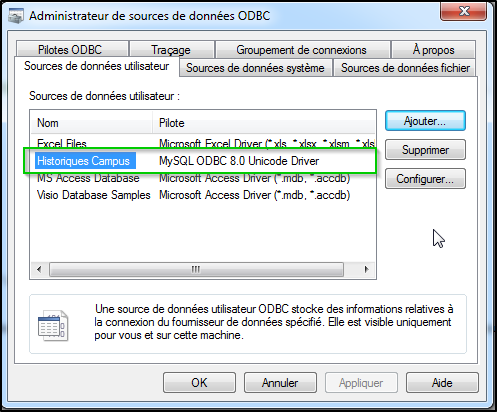 Administrateur de sources de données ODBC
Pilotes ODBC Traçage Groupement de connexions À propos
Sources de données utilisateur Sources de données système Sources de données fichier
Sources de données utilisateur :
Nom Pilote
Excel Files Microsoft Excel Driver (*.xls, *.xlsx, *.xlsm, *.xls
Historiques Campus MySQL ODBC 8.0 Unicode Driver
MS Access Database Microsoft Access Driver (*.mdb, *.accdb)
Visio Database Samples Microsoft Access Driver (*.mdb, *.accdb)
Ajouter...
Supprimer
Configurer...
Une source de données utilisateur ODBC stocke des informations relatives à
la connexion du fournisseur de données spécifié. Elle est visible uniquement
pour vous et sur cette machine.
OK Annuler Appliquer Aide